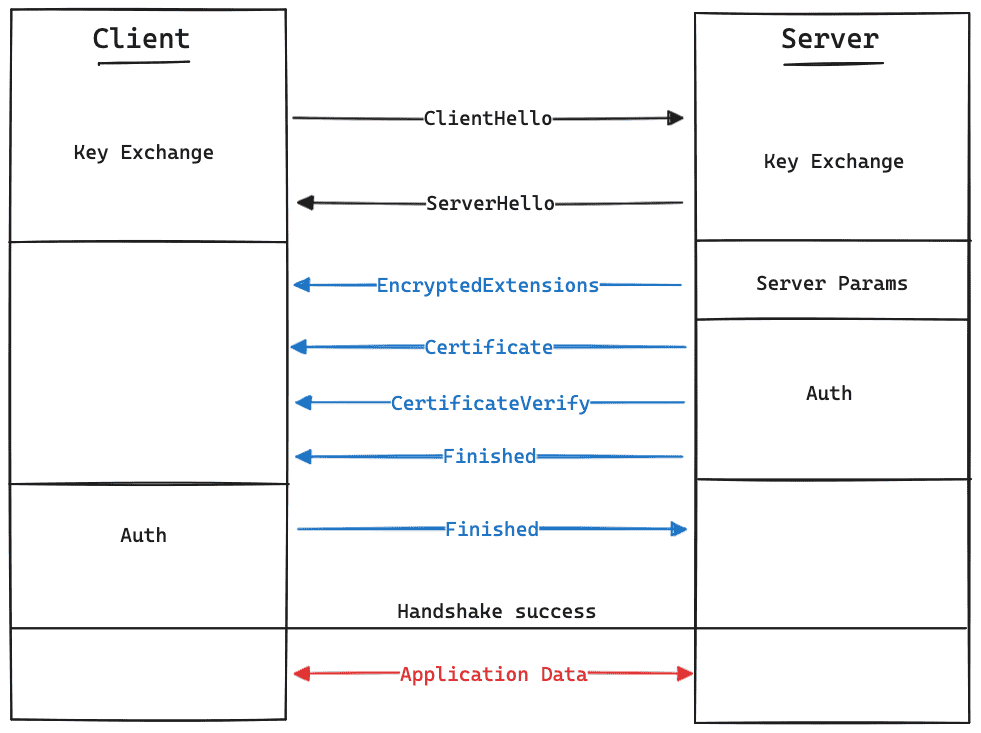 Client
Server
ClientHello
Key Exchange
Key Exchange
ServerHello
EncryptedExtensions
Server Params
Certificate
Auth
CertificateVerify
Finished
Finished
Auth
Handshake success
Application Data